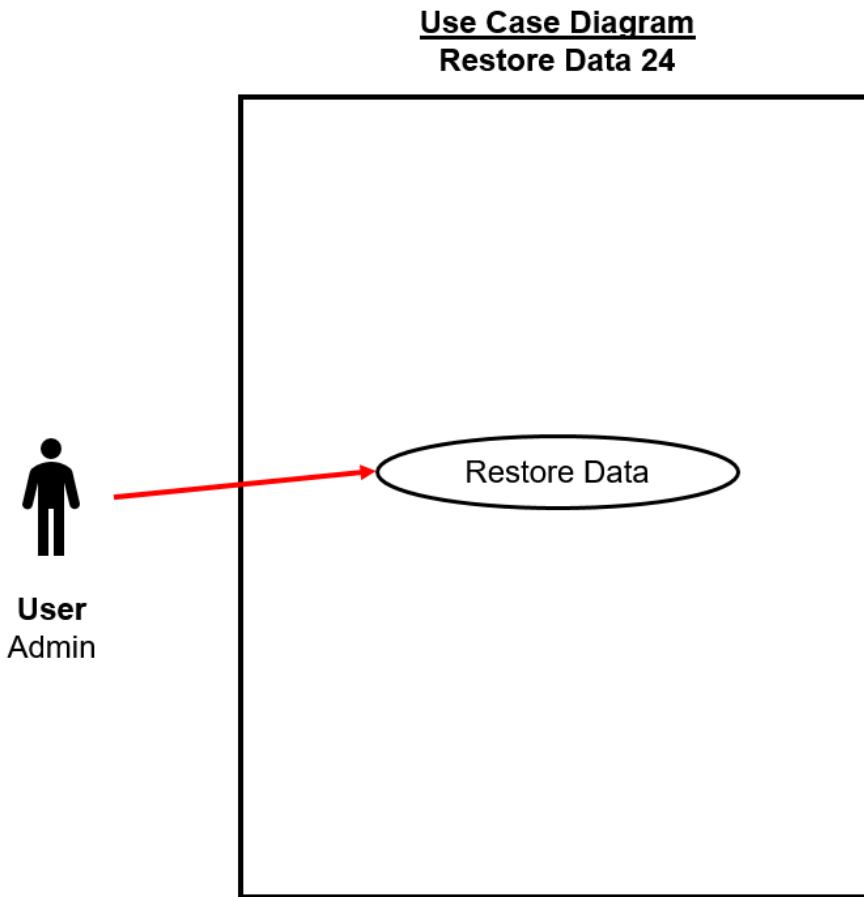 Use Case Diagram
Restore Data 24
Restore Data
User
Admin